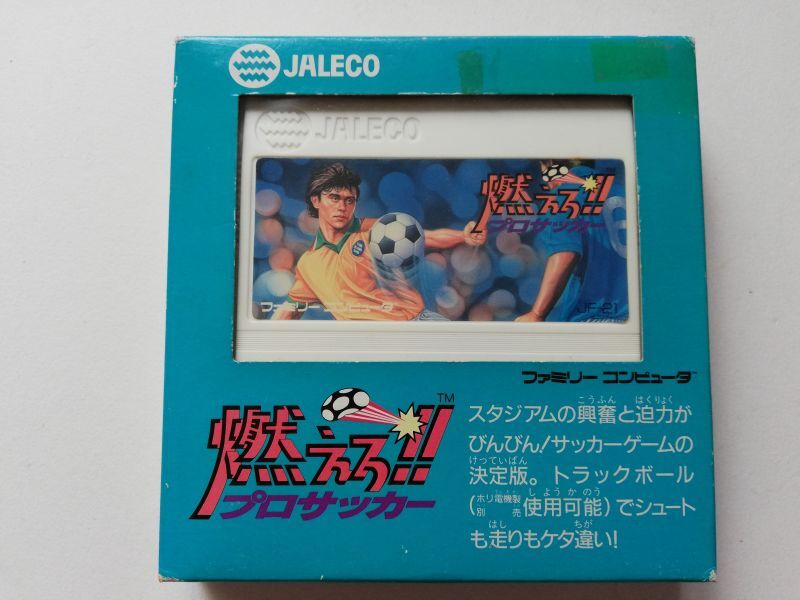 JALECO
JALECO
燃えろ!!
プロサッカー
ファミリーコンピュータ
JF-21
ファミリーコンピュータ™
燃えろ!!™
プロサッカー
スタジアムの興奮と迫力が
びんびん!サッカーゲームの
決定版。トラックボール
(ホリ電機製別売使用可能)でシュート
も走りもケタ違い!